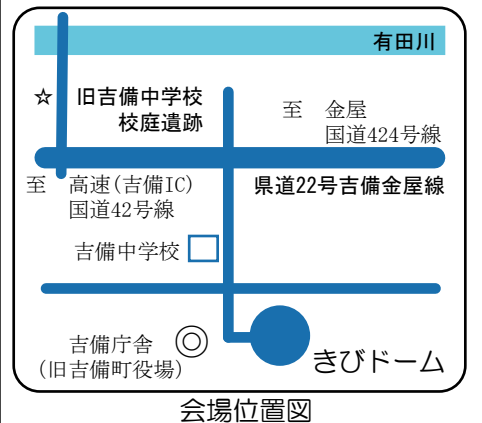 有田川
☆ 旧吉備中学校
校庭遺跡
至 金屋
国道424号線
至 高速(吉備IC)
国道42号線
県道22号吉備金屋線
吉備中学校
吉備庁舎
(旧吉備町役場)
きびドーム
会場位置図